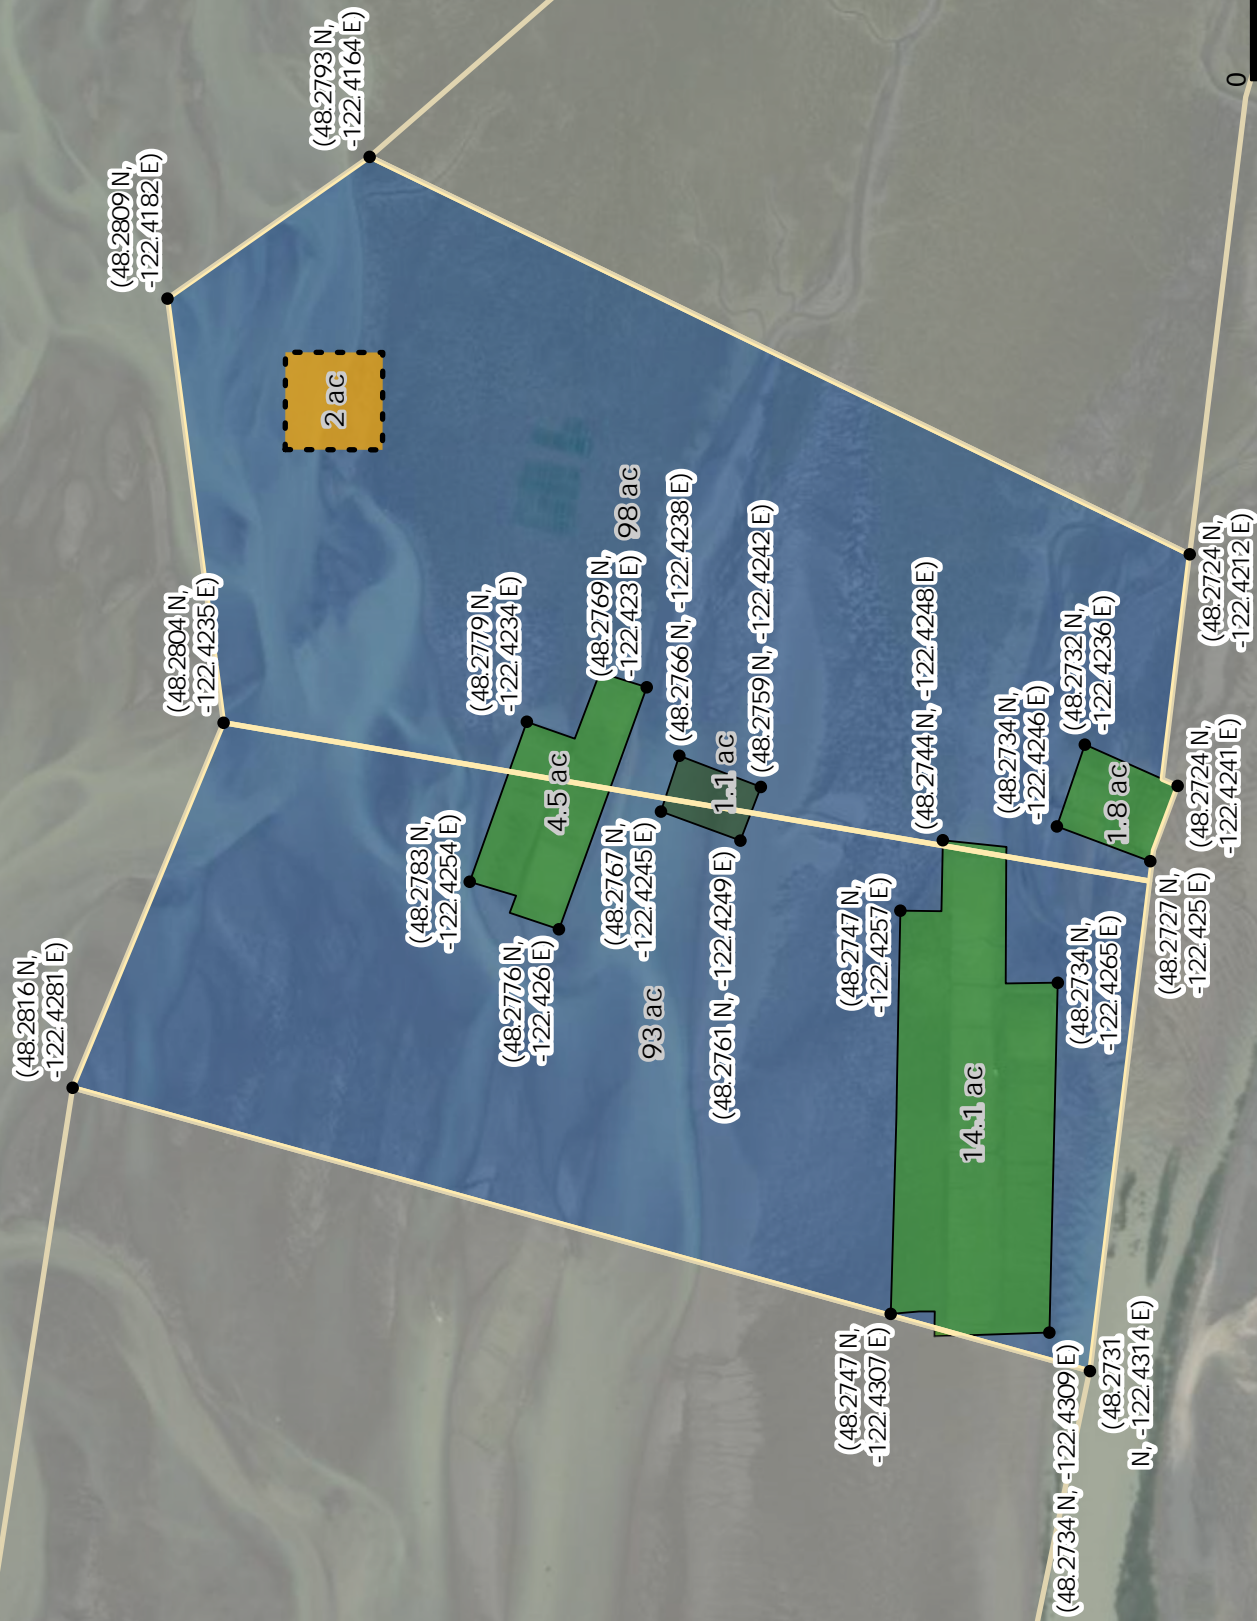 (48.2816 N,
-122.4281 E)
(48.2804 N,
-122.4235 E)
(48.2809 N,
-122.4182 E)
(48.2793 N,
-122.4164 E)
2 ac
(48.2783 N,
-122.4254 E)
(48.2779 N,
-122.4234 E)
(48.2776 N,
-122.426 E)
4.5 ac
(48.2769 N,
-122.423 E)
98 ac
(48.2767 N,
-122.4245 E)
(48.2766 N, -122.4238 E)
93 ac
(48.2761 N, -122.4249 E)
1.1 ac
(48.2759 N, -122.4242 E)
(48.2747 N,
-122.4307 E)
(48.2747 N,
-122.4257 E)
(48.2744 N, -122.4248 E)
14.1 ac
(48.2734 N,
-122.4246 E)
(48.2732 N,
-122.4236 E)
(48.2734 N, -122.4309 E)
(48.2734 N,
-122.4265 E)
1.8 ac
(48.2731
N, -122.4314 E)
(48.2727 N,
-122.425 E)
(48.2724 N,
-122.4241 E)
(48.2724 N,
-122.4212 E)
0